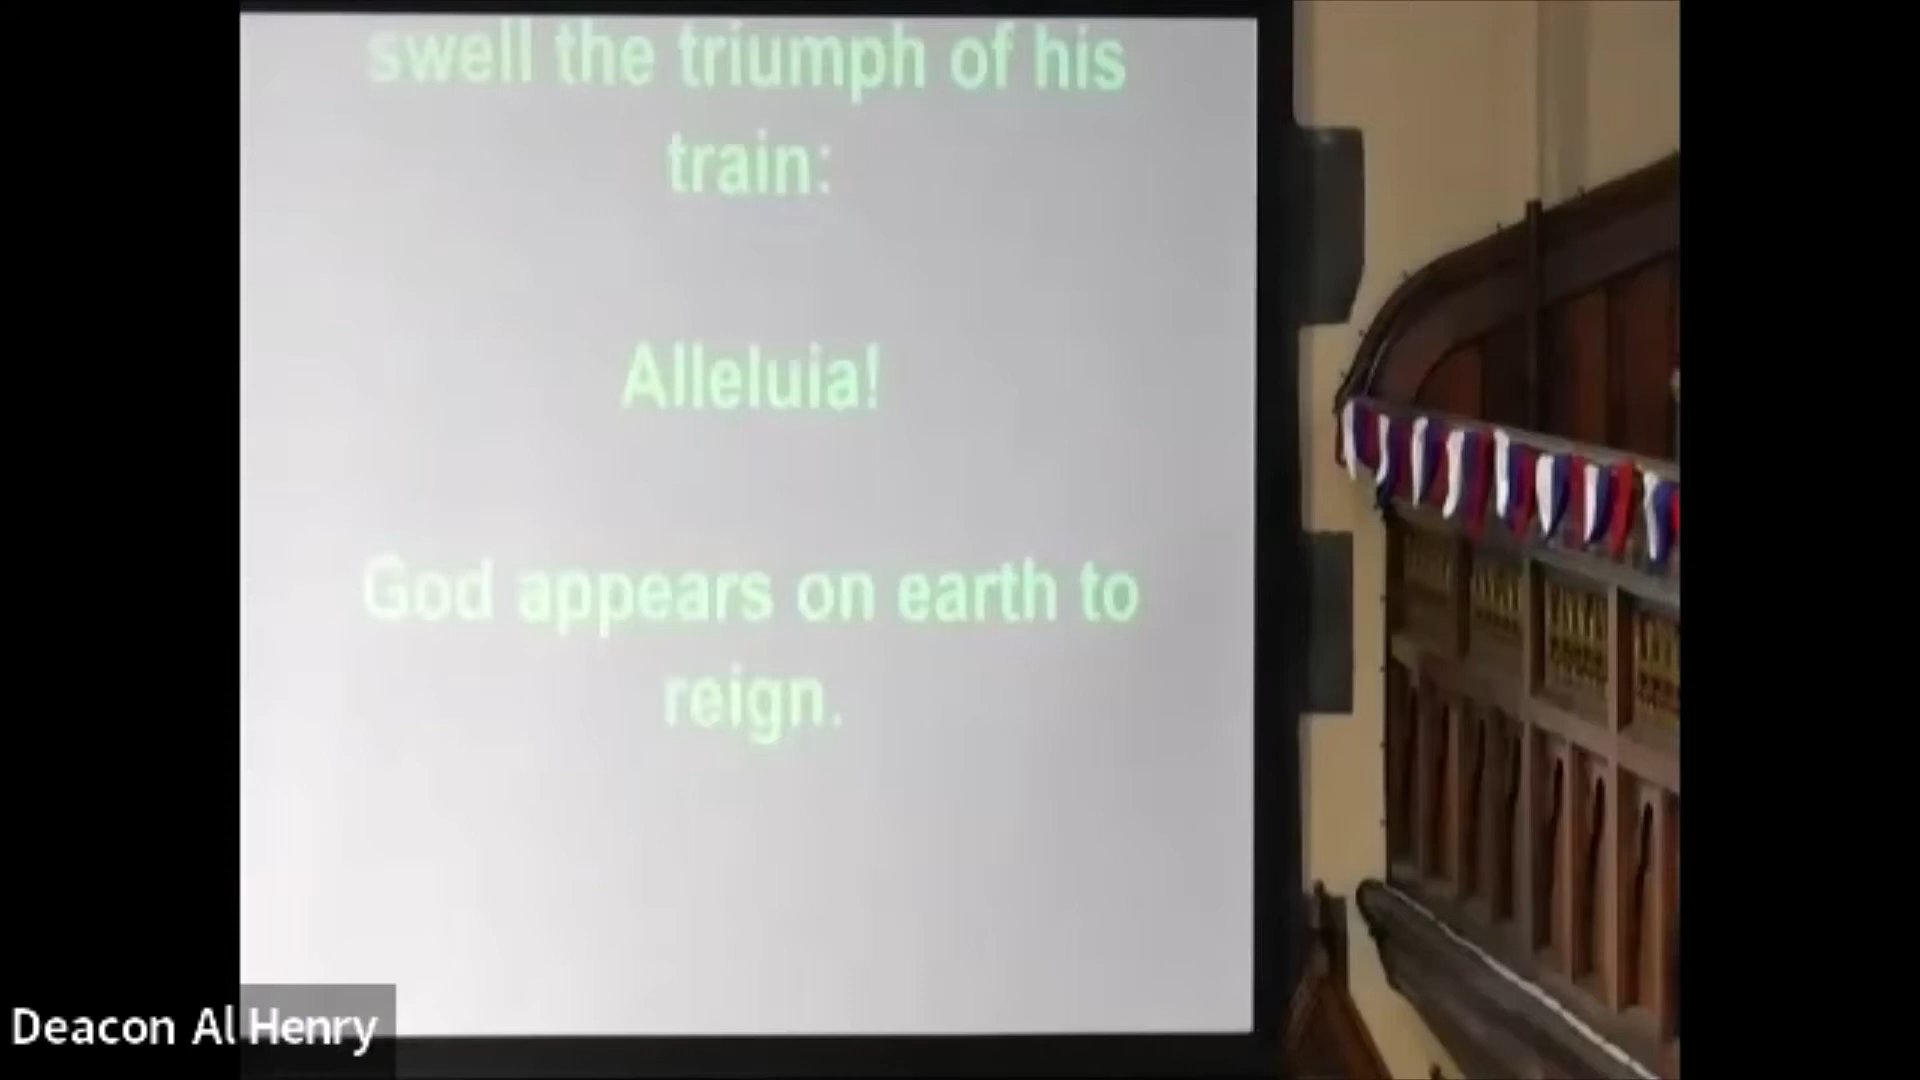 swell the triumph of his
train:
Alleluia!
God appears on earth to
reign.
Deacon Al Henry